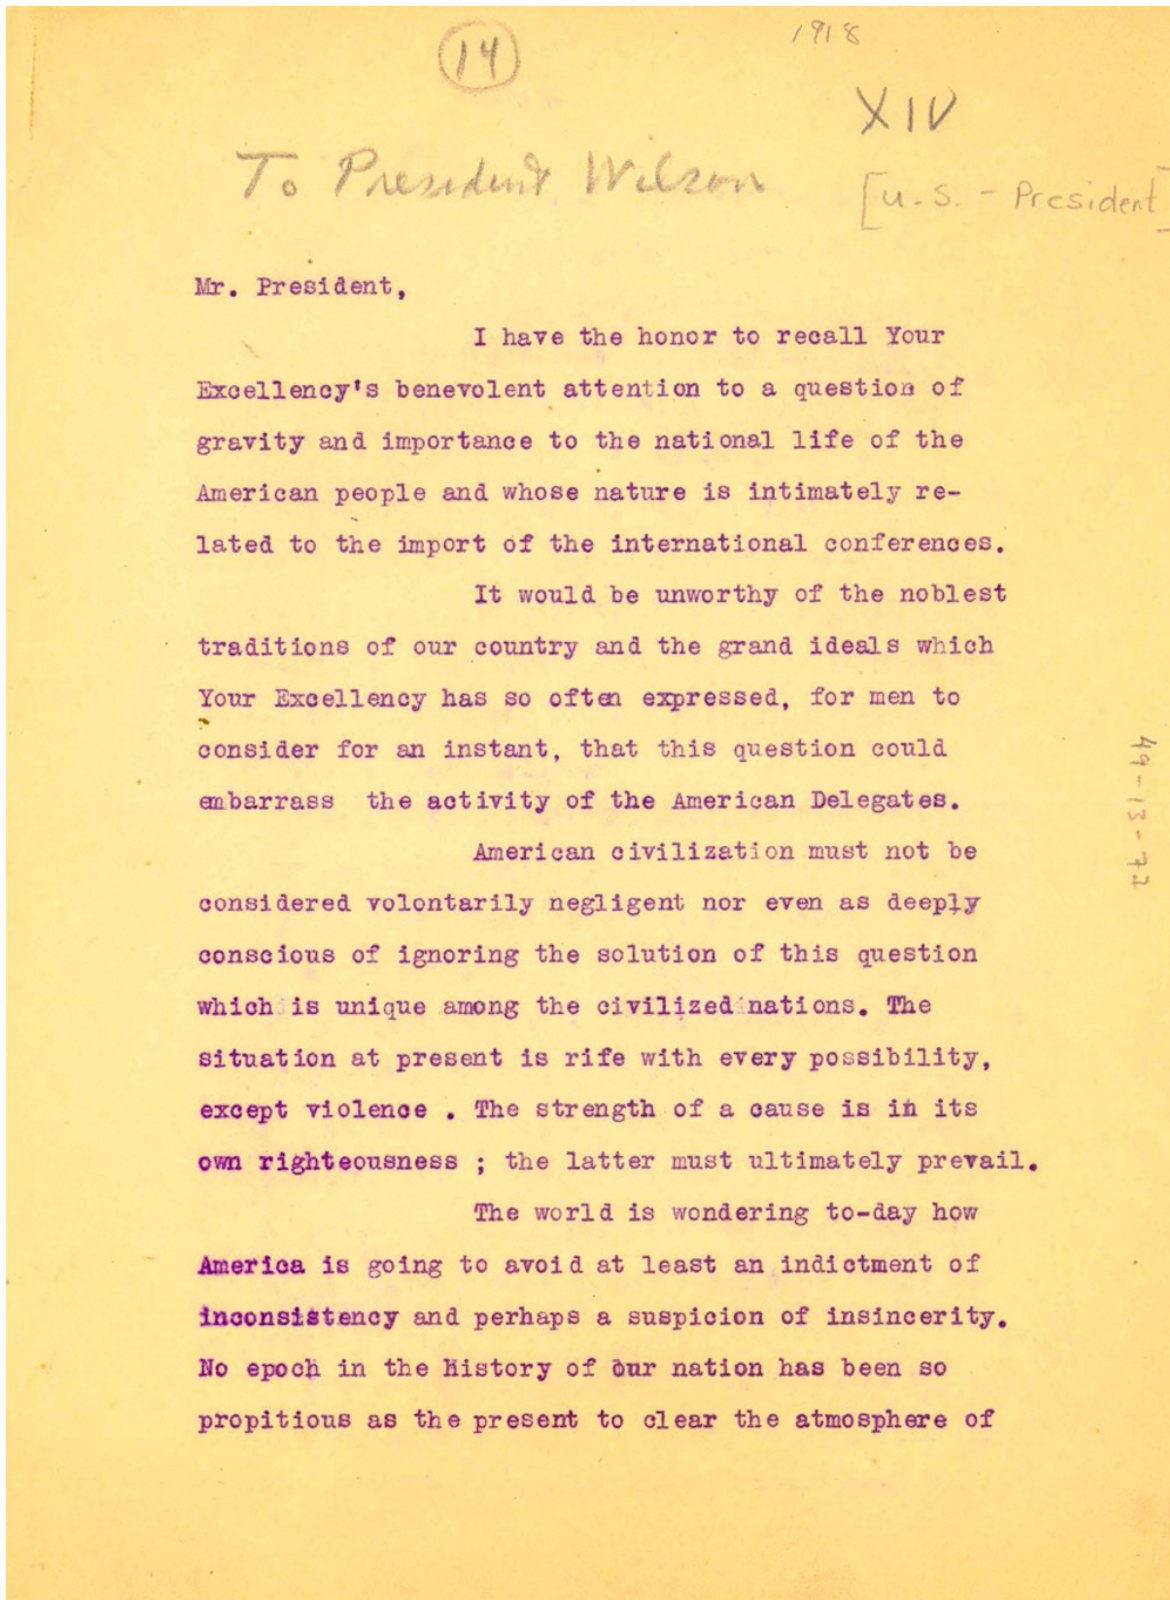 14
1918
XIV
To President Wilson
[U.S. - President]
Mr. President,
I have the honor to recall Your
Excellency's benevolent attention to a question of
gravity and importance to the national life of the
American people and whose nature is intimately re-
lated to the import of the international conferences.
It would be unworthy of the noblest
traditions of our country and the grand ideals which
Your Excellency has so often expressed, for men to
consider for an instant, that this question could
embarrass the activity of the American Delegates.
American civilization must not be
considered volontarily negligent nor even as deeply
conscious of ignoring the solution of this question
which is unique among the civilized nations. The
situation at present is rife with every possibility,
except violence . The strength of a cause is in its
own righteousness ; the latter must ultimately prevail.
The world is wondering to-day how
America is going to avoid at least an indictment of
inconsistency and perhaps a suspicion of insincerity.
No epoch in the history of our nation has been so
propitious as the present to clear the atmosphere of
49-13-72